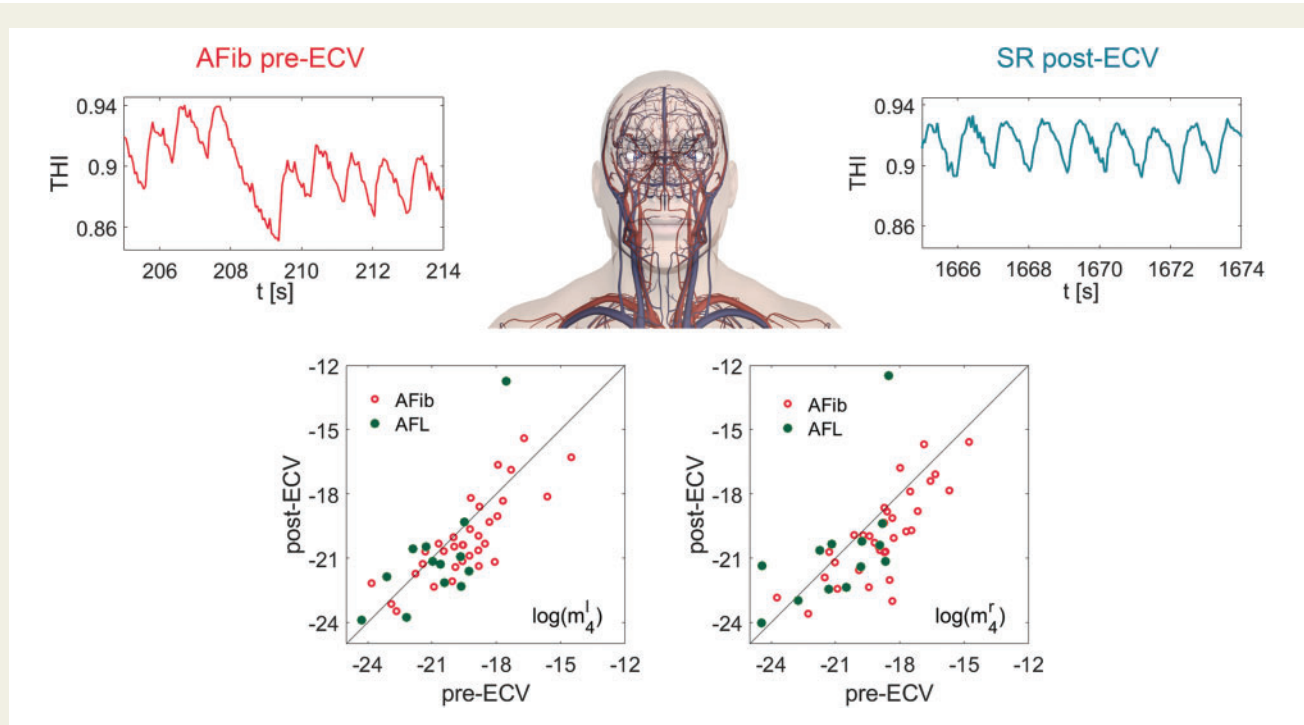 AFib pre-ECV
0.94
0.9
0.86
THI
206 208 210 212 214
t [s]
SR post-ECV
0.94
0.9
0.86
THI
1666 1668 1670 1672 1674
t [s]
-12
-15
-18
-21
-24
post-ECV
AFib
AFL
log(m₄ˡ)
-24 -21 -18 -15 -12
pre-ECV
-12
-15
-18
-21
-24
post-ECV
AFib
AFL
log(m₄ʳ)
-24 -21 -18 -15 -12
pre-ECV